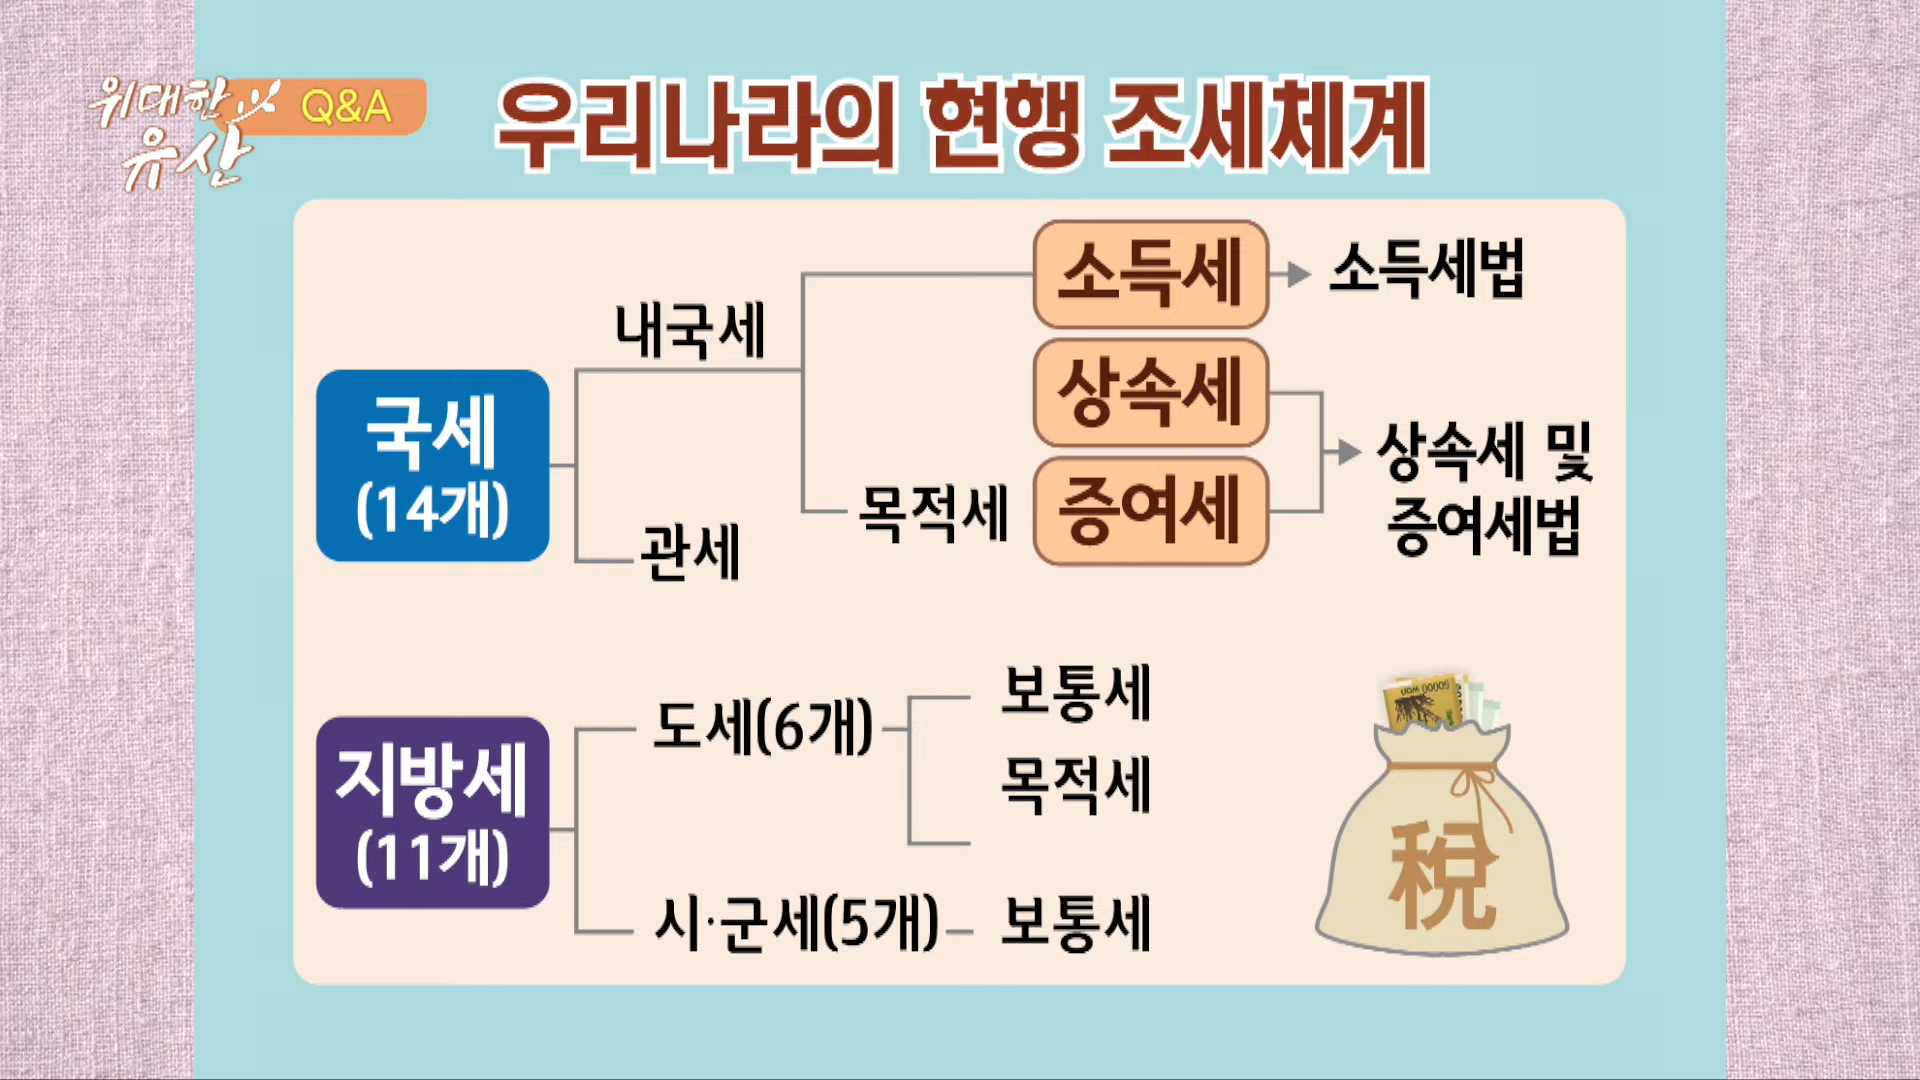 위대한
유산
Q&A
우리나라의 현행 조세체계
국세
(14개)
내국세
관세
목적세
소득세
상속세
증여세
소득세법
상속세 및
증여세법
지방세
(11개)
도세(6개)
보통세
목적세
시·군세(5개)
보통세
50000 won
稅